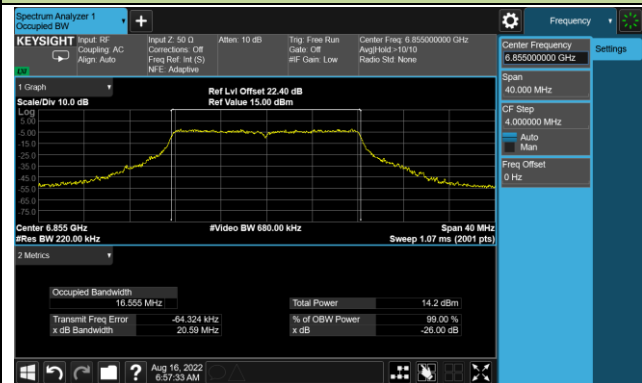 Spectrum Analyzer 1
Occupied BW
Frequency
KEYSIGHT
Input: RF
Coupling: AC
Align: Auto
Input Z: 50 Ω
Corrections: Off
Freq Ref: Int (S)
NFE: Adaptive
Atten: 10 dB
Trig: Free Run
Gate: Off
#IF Gain: Low
Center Freq: 6.855000000 GHz
Avg|Hold:>10/10
Radio Std: None
Center Frequency
6.855000000 GHz
Settings
Span
40.000 MHz
CF Step
4.000000 MHz
Auto
Man
Freq Offset
0 Hz
1 Graph
Scale/Div 10.0 dB
Ref Lvl Offset 22.40 dB
Ref Value 15.00 dBm
Log
5.00
-5.00
-15.0
-25.0
-35.0
-45.0
-55.0
-65.0
-75.0
Center 6.855 GHz
#Res BW 220.00 kHz
#Video BW 680.00 kHz
Span 40 MHz
Sweep 1.07 ms (2001 pts)
2 Metrics
Occupied Bandwidth
16.555 MHz
Total Power 14.2 dBm
Transmit Freq Error -64.324 kHz
% of OBW Power 99.00 %
x dB Bandwidth 20.59 MHz
x dB -26.00 dB
Aug 16, 2022
6:57:33 AM